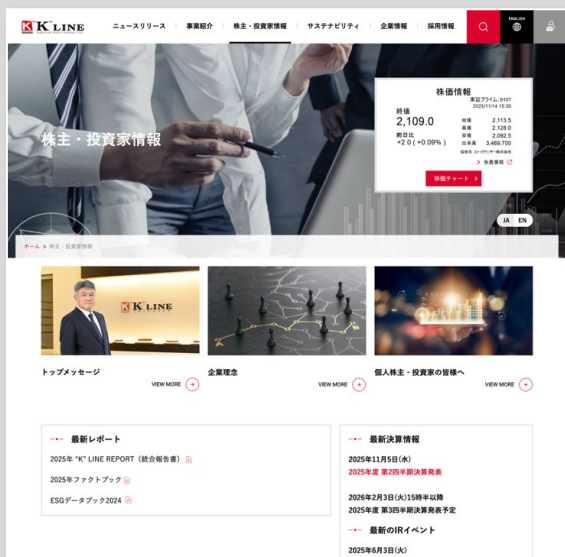 K"LINE
ニュースリリース
事業紹介
株主・投資家情報
サステナビリティ
企業情報
採用情報
ENGLISH
株主・投資家情報
株価情報
東証プライム:9107
2025/11/14 15:30
終値
2,109.0
前日比
+2.0 ( +0.09% )
始値 2,113.5
高値 2,128.0
安値 2,092.5
出来高 3,469,700
免責事項
株価チャート
JA EN
ホーム > 株主・投資家情報
K"LINE
トップメッセージ
VIEW MORE
企業理念
VIEW MORE
個人株主・投資家の皆様へ
VIEW MORE
最新レポート
2025年 “K” LINE REPORT（統合報告書）
2025年ファクトブック
ESGデータブック2024
最新決算情報
2025年11月5日(水)
2025年度 第2四半期決算発表
2026年2月3日(火)15時半以降
2025年度 第3四半期決算発表予定
最新のIRイベント
2025年6月3日(火)